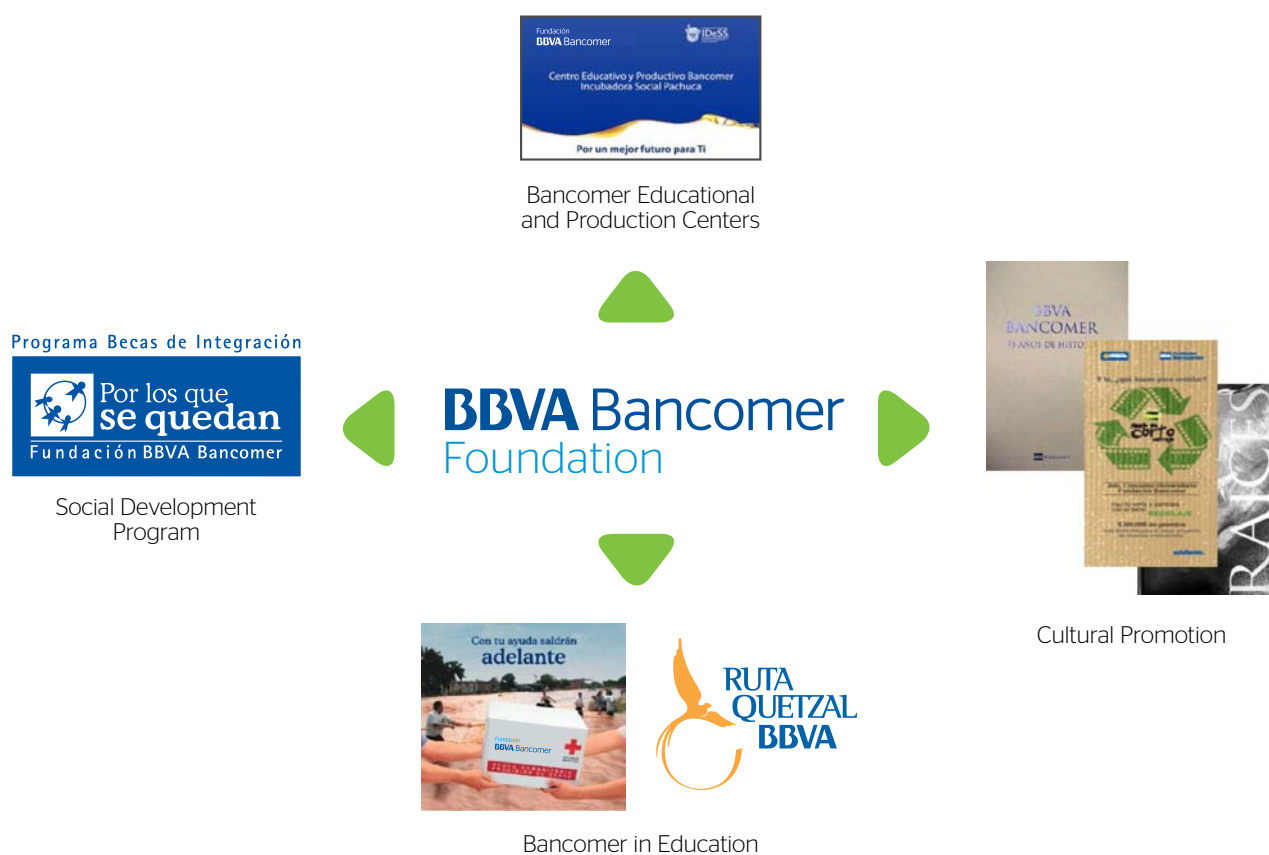 Fundación
BBVA Bancomer
IDeSS
Centro Educativo y Productivo Bancomer
Incubadora Social Pachuca
Por un mejor futuro para Ti
Bancomer Educational
and Production Centers
Programa Becas de Integración
Por los que
se quedan
Fundación BBVA Bancomer
Social Development
Program
BBVA Bancomer
Foundation
BBVA
BANCOMER
corto
RECICLAJE
RAICES
Cultural Promotion
Con tu ayuda saldrán
adelante
Fundación
BBVA Bancomer
RUTA
QUETZAL
BBVA
Bancomer in Education